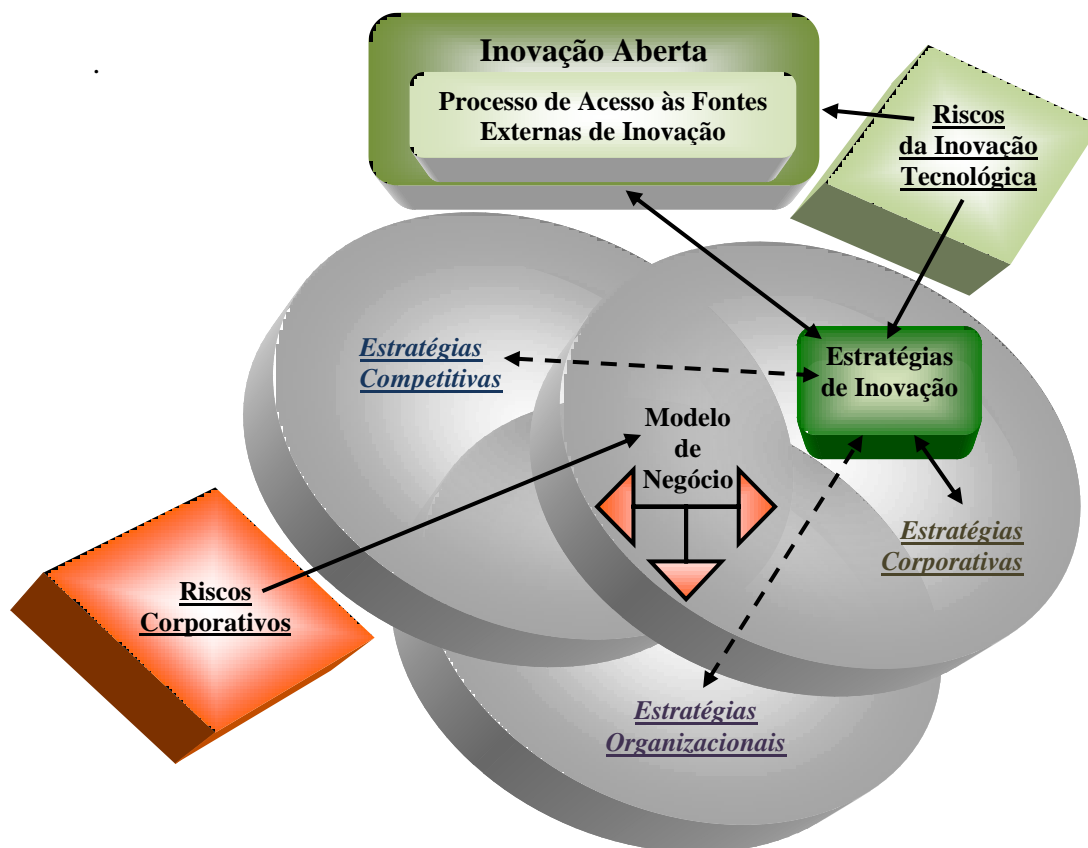 Inovação Aberta
Processo de Acesso às Fontes
Externas de Inovação
Riscos
da Inovação
Tecnológica
.
Estratégias
Competitivas
Estratégias
de Inovação
Modelo
de
Negócio
Estratégias
Corporativas
Riscos
Corporativos
Estratégias
Organizacionais